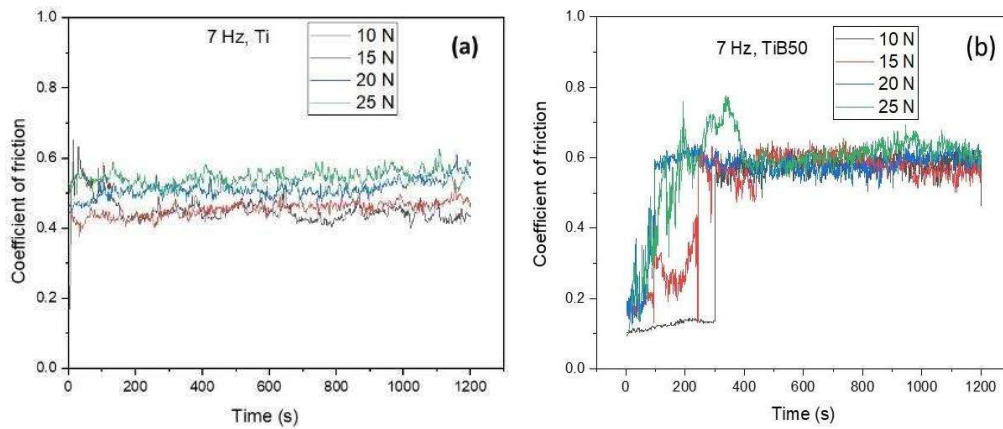 7 Hz, Ti
(a)
10 N
15 N
20 N
25 N
Coefficient of friction
1.0
0.8
0.6
0.4
0.2
0.0
0
200
400
600
800
1000
1200
Time (s)
7 Hz, TiB50
(b)
10 N
15 N
20 N
25 N
Coefficient of friction
1.0
0.8
0.6
0.4
0.2
0.0
0
200
400
600
800
1000
1200
Time (s)